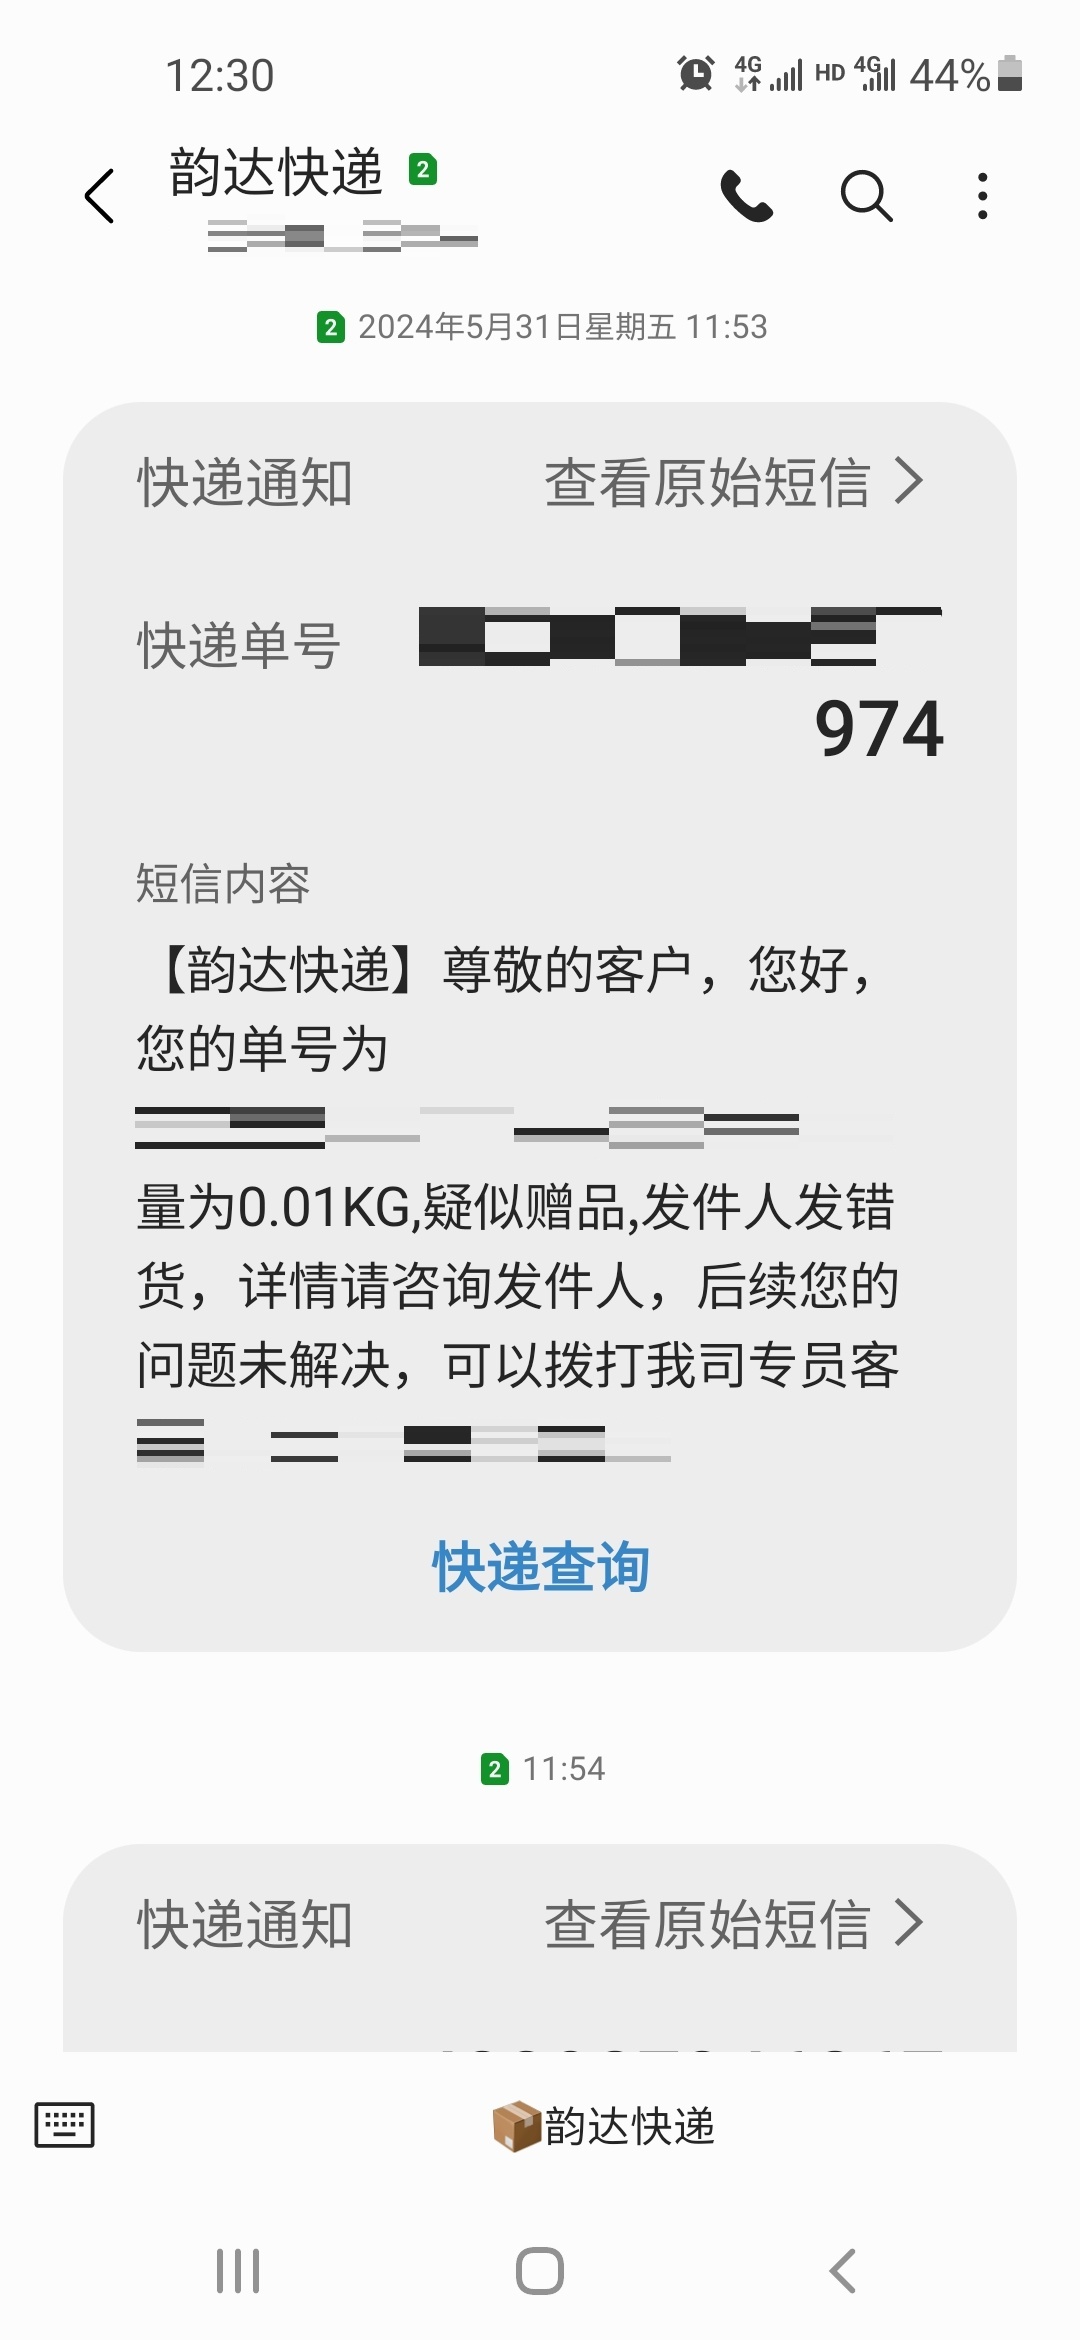 12:30
4G HD 4G 44%
韵达快递 2
2 2024年5月31日星期五 11:53
快递通知 查看原始短信
快递单号
974
短信内容
【韵达快递】尊敬的客户，您好，
您的单号为
量为0.01KG,疑似赠品,发件人发错
货，详情请咨询发件人，后续您的
问题未解决，可以拨打我司专员客
快递查询
2 11:54
快递通知 查看原始短信
韵达快递